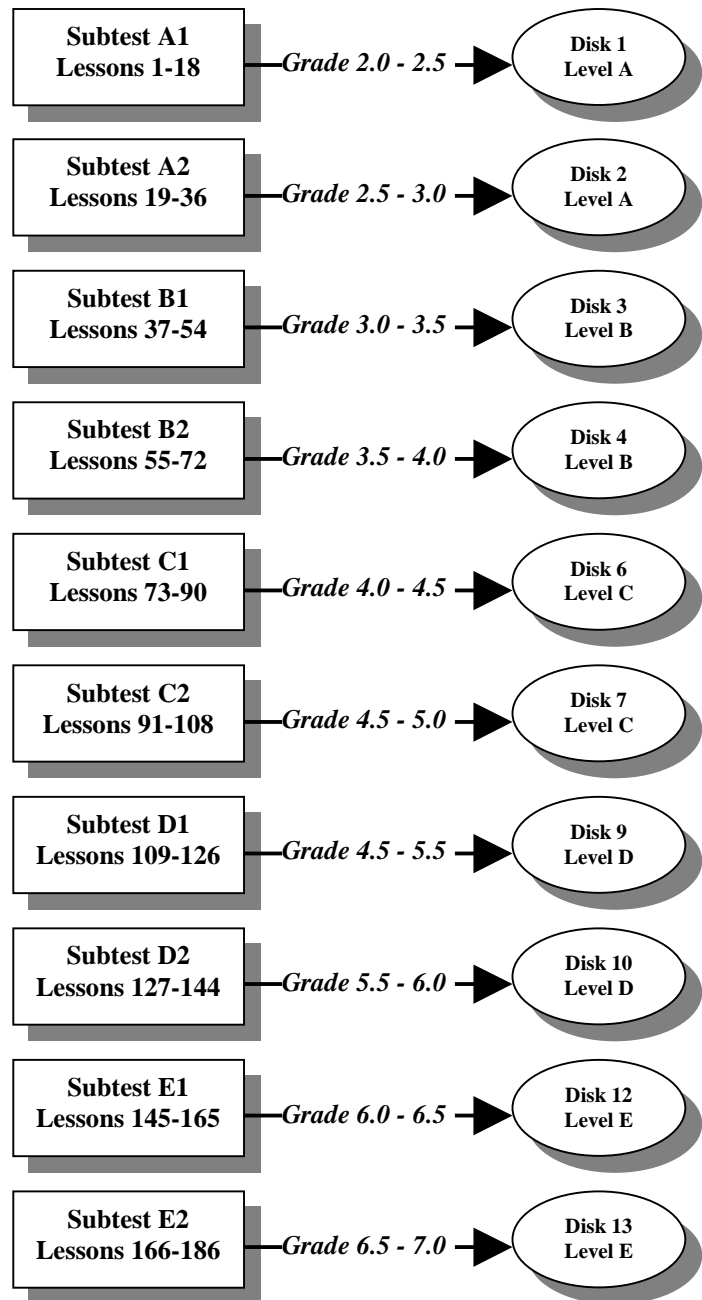 Subtest A1
Lessons 1-18
Grade 2.0 - 2.5
Disk 1
Level A
Subtest A2
Lessons 19-36
Grade 2.5 - 3.0
Disk 2
Level A
Subtest B1
Lessons 37-54
Grade 3.0 - 3.5
Disk 3
Level B
Subtest B2
Lessons 55-72
Grade 3.5 - 4.0
Disk 4
Level B
Subtest C1
Lessons 73-90
Grade 4.0 - 4.5
Disk 6
Level C
Subtest C2
Lessons 91-108
Grade 4.5 - 5.0
Disk 7
Level C
Subtest D1
Lessons 109-126
Grade 4.5 - 5.5
Disk 9
Level D
Subtest D2
Lessons 127-144
Grade 5.5 - 6.0
Disk 10
Level D
Subtest E1
Lessons 145-165
Grade 6.0 - 6.5
Disk 12
Level E
Subtest E2
Lessons 166-186
Grade 6.5 - 7.0
Disk 13
Level E